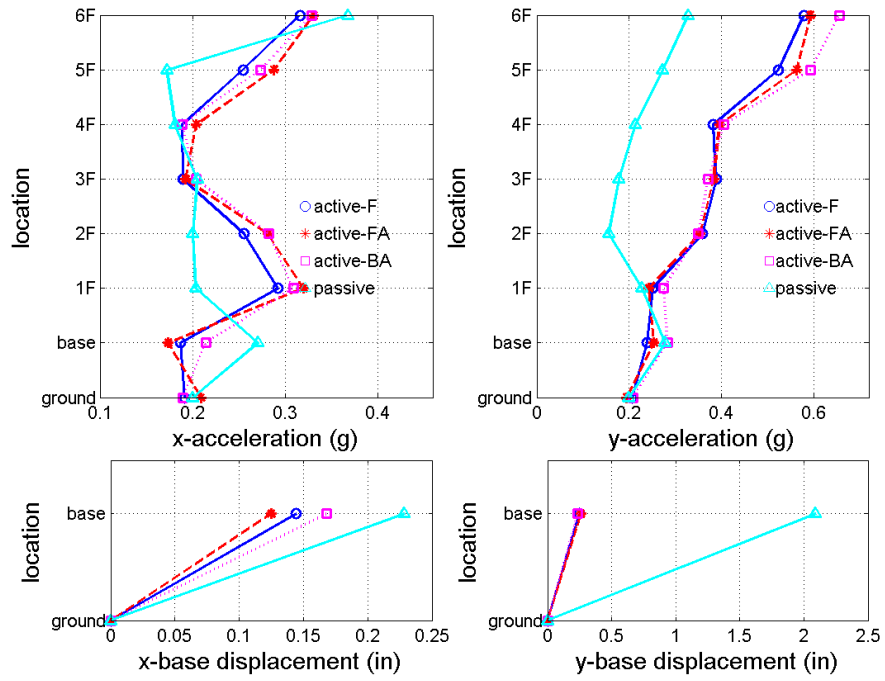 6F
5F
4F
3F
2F
1F
base
ground
location
active-F
active-FA
active-BA
passive
0.1 0.2 0.3 0.4
x-acceleration (g)
6F
5F
4F
3F
2F
1F
base
ground
location
active-F
active-FA
active-BA
passive
0 0.2 0.4 0.6
y-acceleration (g)
base
ground
location
0 0.05 0.1 0.15 0.2 0.25
x-base displacement (in)
base
ground
location
0 0.5 1 1.5 2 2.5
y-base displacement (in)